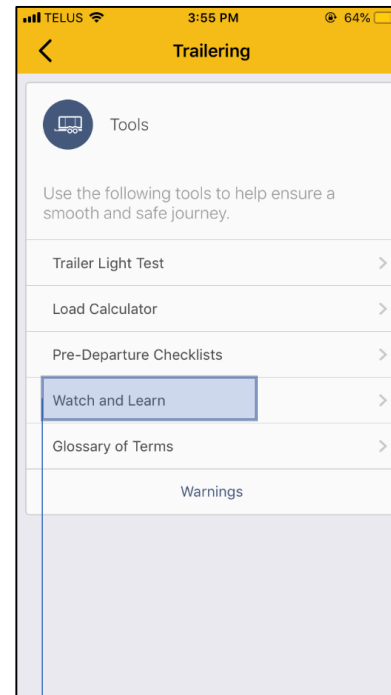 TELUS 3:55 PM 64%
Trailering
Tools
Use the following tools to help ensure a
smooth and safe journey.
Trailer Light Test
Load Calculator
Pre-Departure Checklists
Watch and Learn
Glossary of Terms
Warnings